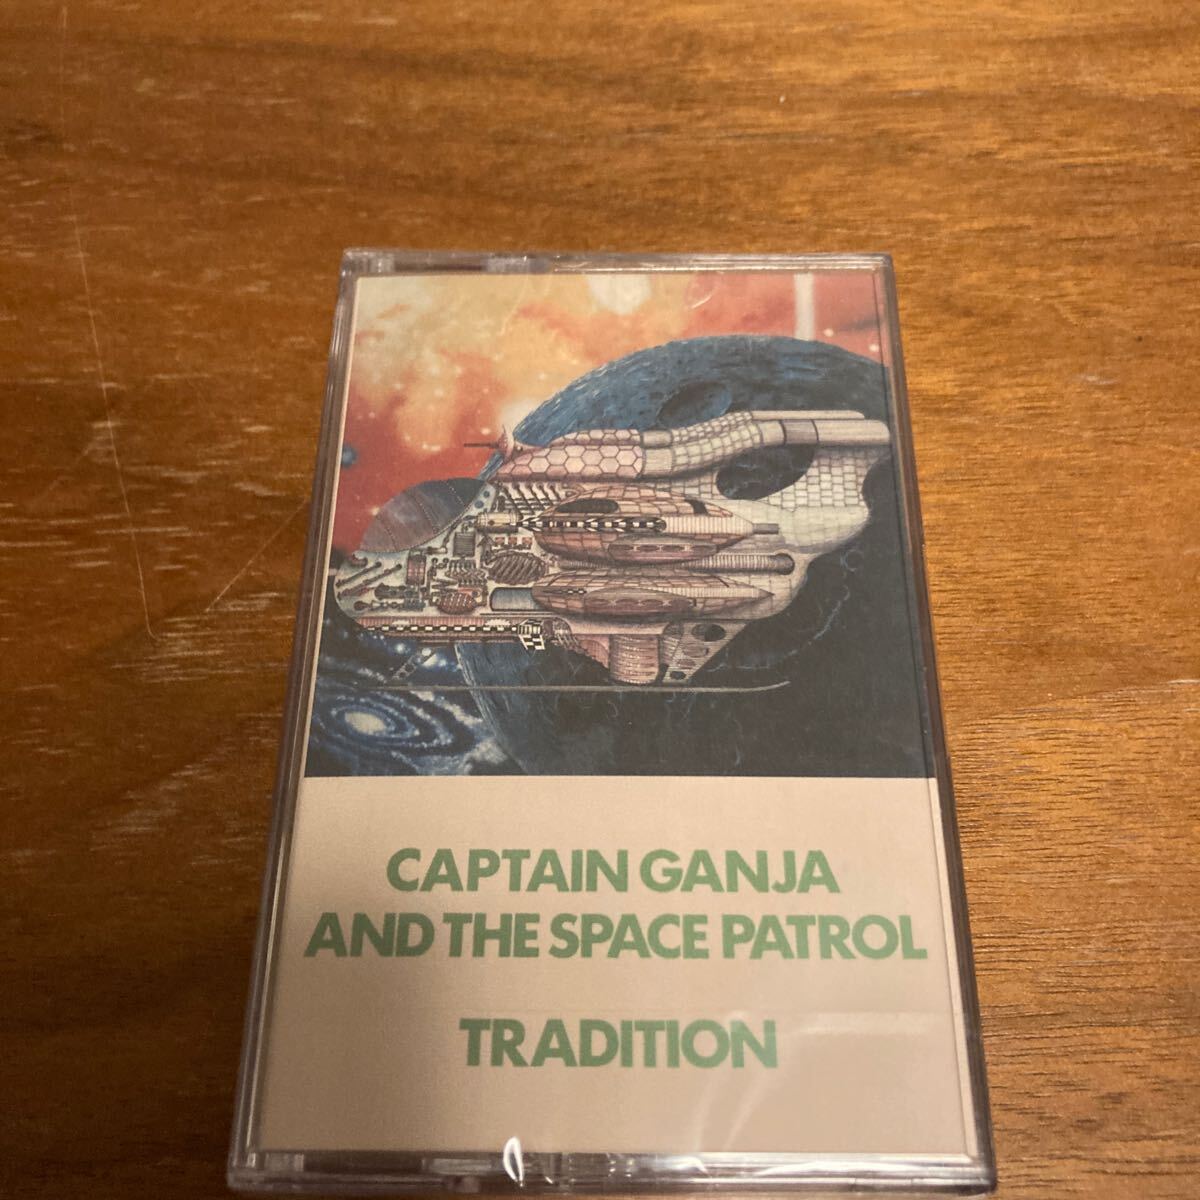 CAPTAIN GANJA
AND THE SPACE PATROL
TRADITION